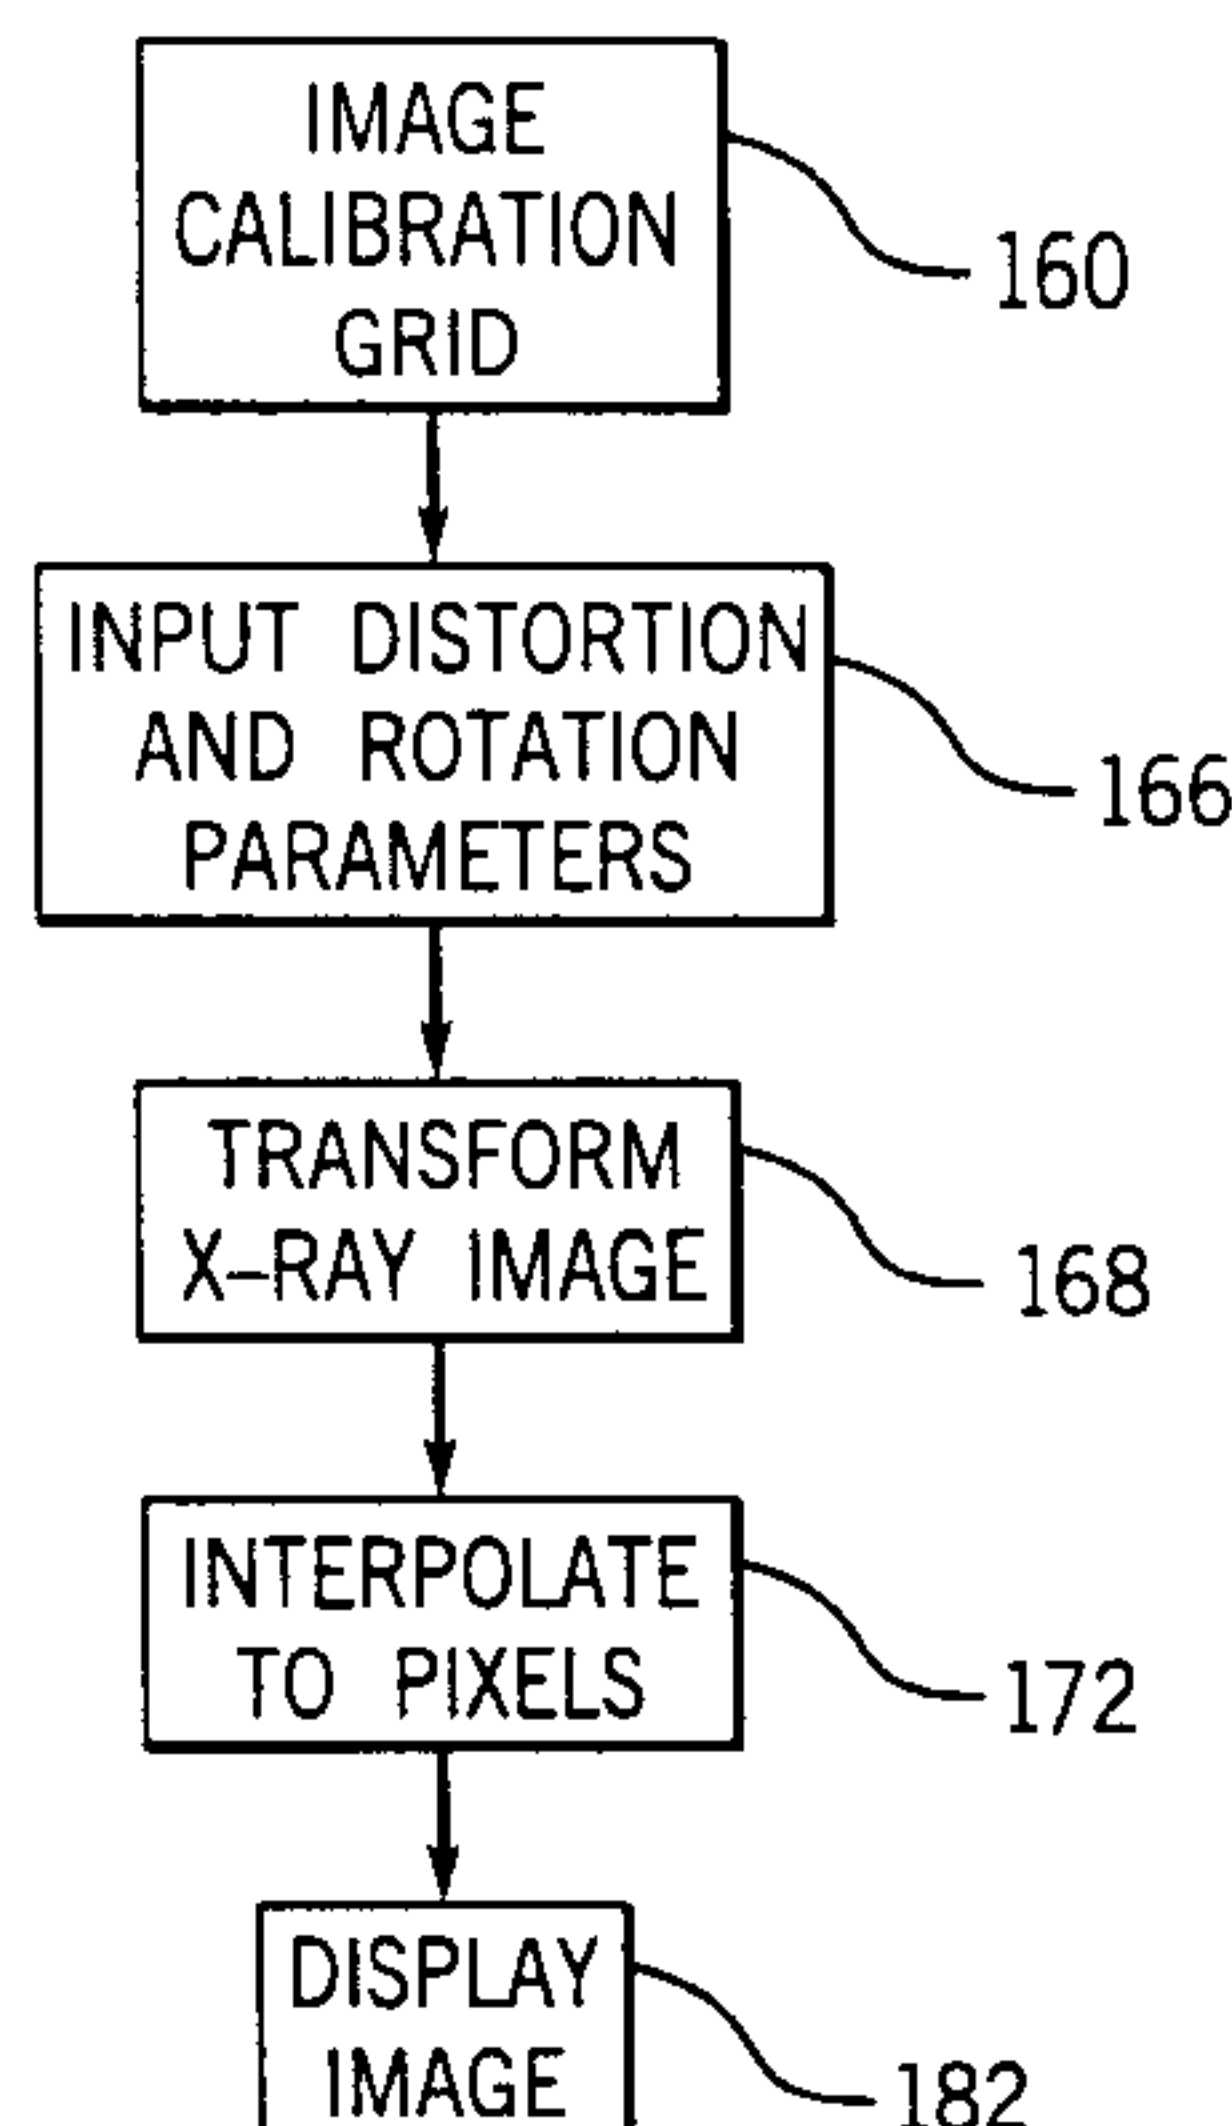 IMAGE
CALIBRATION
GRID
160
INPUT DISTORTION
AND ROTATION
PARAMETERS
166
TRANSFORM
X-RAY IMAGE
168
INTERPOLATE
TO PIXELS
172
DISPLAY
IMAGE
182